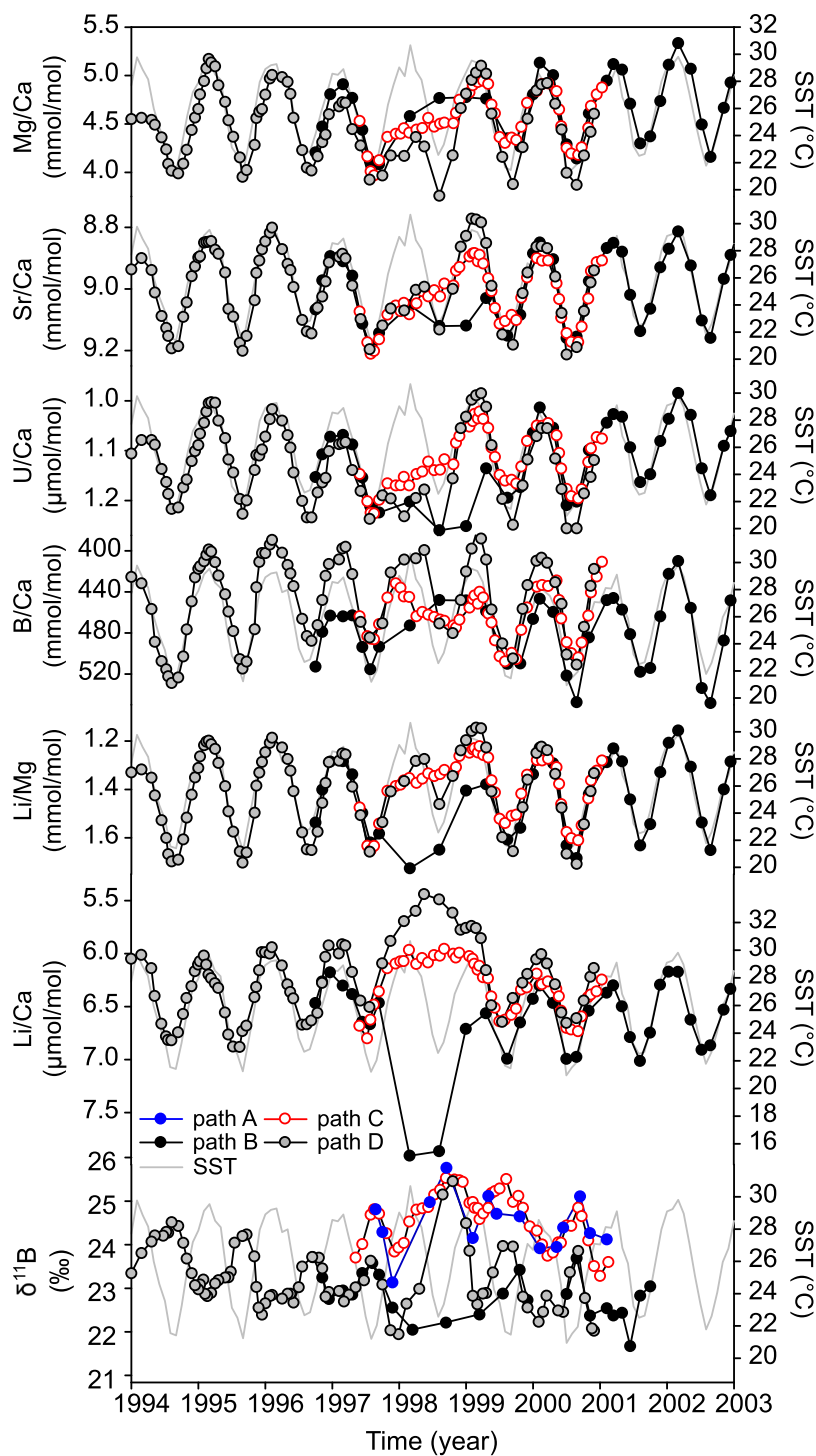 5.5
5.0
4.5
4.0
Mg/Ca
(mmol/mol)
32
30
28
26
24
22
20
SST (°C)
8.8
9.0
9.2
Sr/Ca
(mmol/mol)
30
28
26
24
22
20
SST (°C)
1.0
1.1
1.2
U/Ca
(µmol/mol)
30
28
26
24
22
20
SST (°C)
400
440
480
520
B/Ca
(mmol/mol)
30
28
26
24
22
20
SST (°C)
1.2
1.4
1.6
Li/Mg
(mmol/mol)
30
28
26
24
22
20
SST (°C)
5.5
6.0
6.5
7.0
7.5
Li/Ca
(µmol/mol)
32
30
28
26
24
22
20
18
16
SST (°C)
path A
path C
path B
path D
SST
26
25
24
23
22
21
δ¹¹B
(‰)
30
28
26
24
22
20
SST (°C)
1994 1995 1996 1997 1998 1999 2000 2001 2002 2003
Time (year)